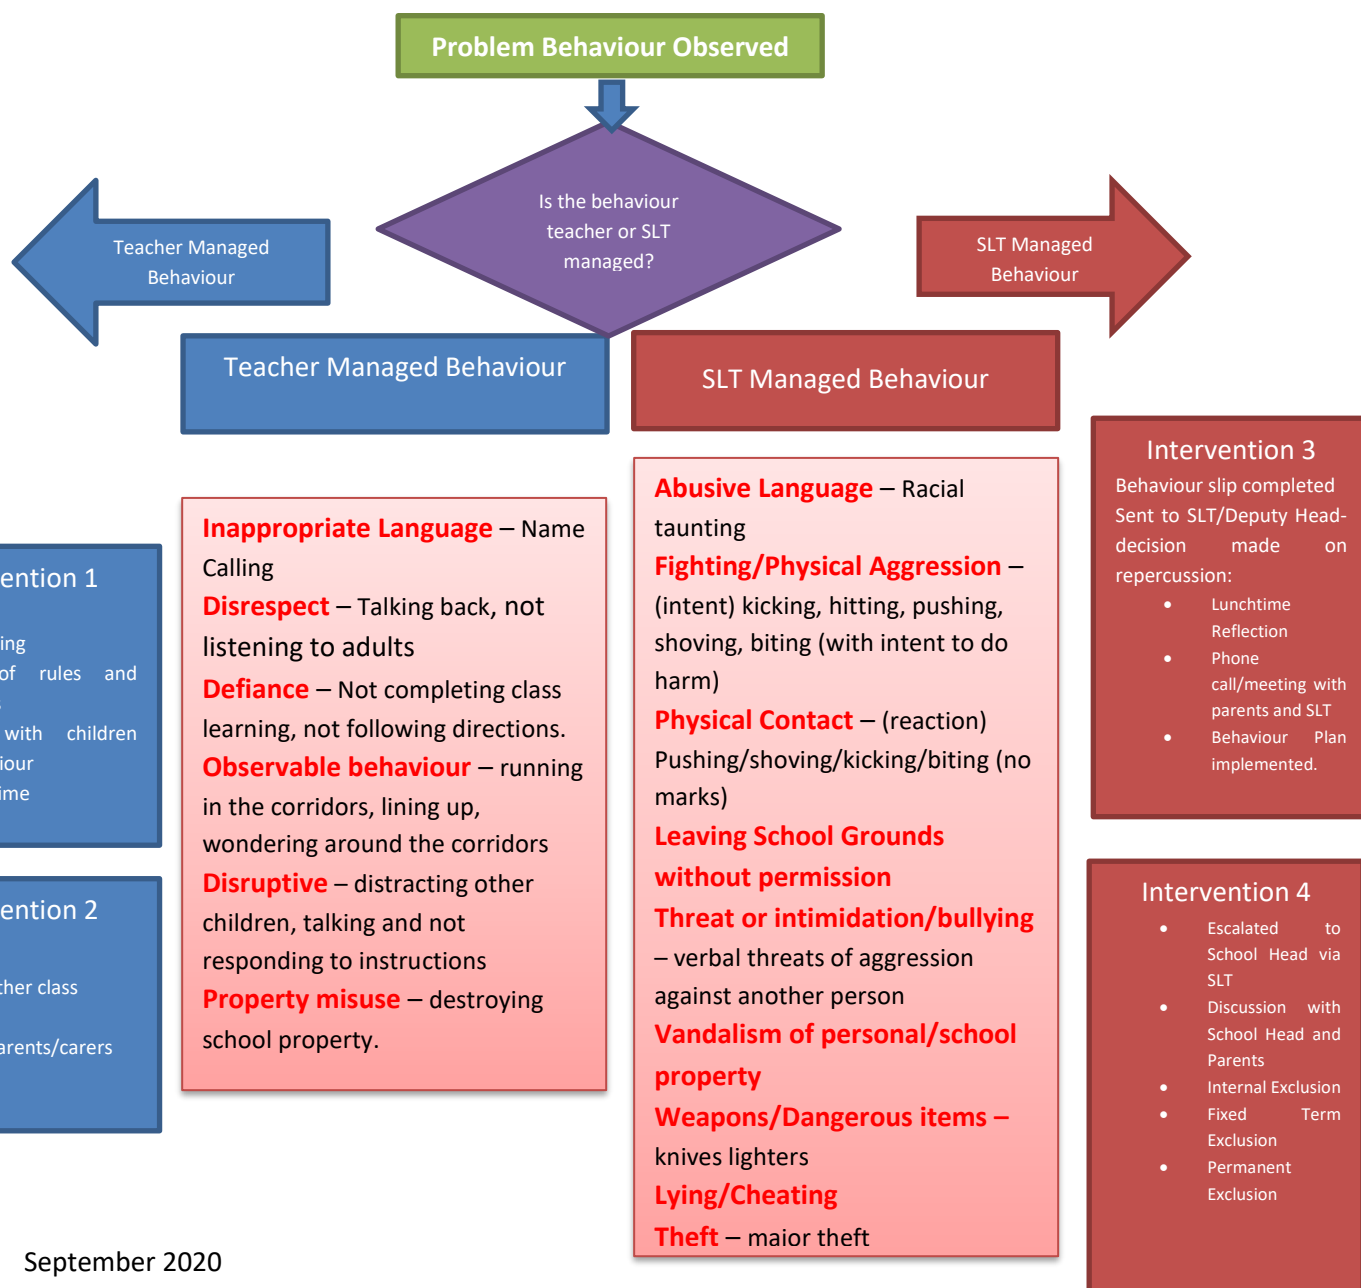 Problem Behaviour Observed
Is the behaviour
teacher or SLT
managed?
Teacher Managed
Behaviour
SLT Managed
Behaviour
Teacher Managed Behaviour
SLT Managed Behaviour
ention 1
ing
of rules and
s
with children
iour
ime
ention 2
ther class
arents/carers
Inappropriate Language – Name
Calling
Disrespect – Talking back, not
listening to adults
Defiance – Not completing class
learning, not following directions.
Observable behaviour – running
in the corridors, lining up,
wondering around the corridors
Disruptive – distracting other
children, talking and not
responding to instructions
Property misuse – destroying
school property.
Abusive Language – Racial
taunting
Fighting/Physical Aggression –
(intent) kicking, hitting, pushing,
shoving, biting (with intent to do
harm)
Physical Contact – (reaction)
Pushing/shoving/kicking/biting (no
marks)
Leaving School Grounds
without permission
Threat or intimidation/bullying
– verbal threats of aggression
against another person
Vandalism of personal/school
property
Weapons/Dangerous items –
knives lighters
Lying/Cheating
Theft – major theft
Intervention 3
Behaviour slip completed
Sent to SLT/Deputy Head-
decision made on
repercussion:
• Lunchtime
Reflection
• Phone
call/meeting with
parents and SLT
• Behaviour Plan
implemented.
Intervention 4
• Escalated to
School Head via
SLT
• Discussion with
School Head and
Parents
• Internal Exclusion
• Fixed Term
Exclusion
• Permanent
Exclusion
September 2020